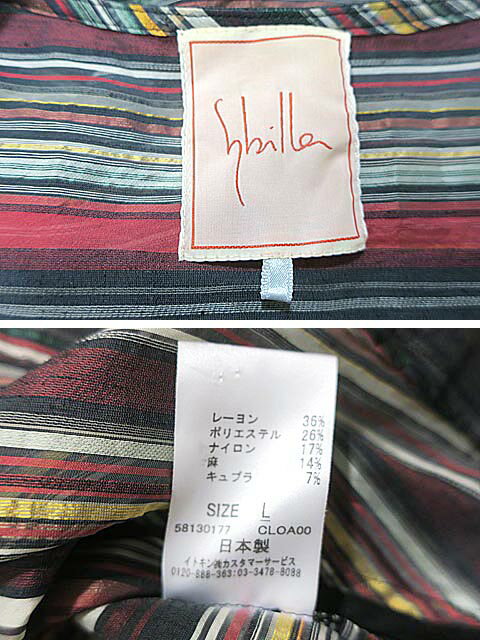 Sybilla
レーヨン 36%
ポリエステル 26%
ナイロン 17%
麻 14%
キュプラ 7%
SIZE L
58130177 CLOA00
日本製
イトキン㈱カスタマーサービス
0120-888-363:03-3478-8088